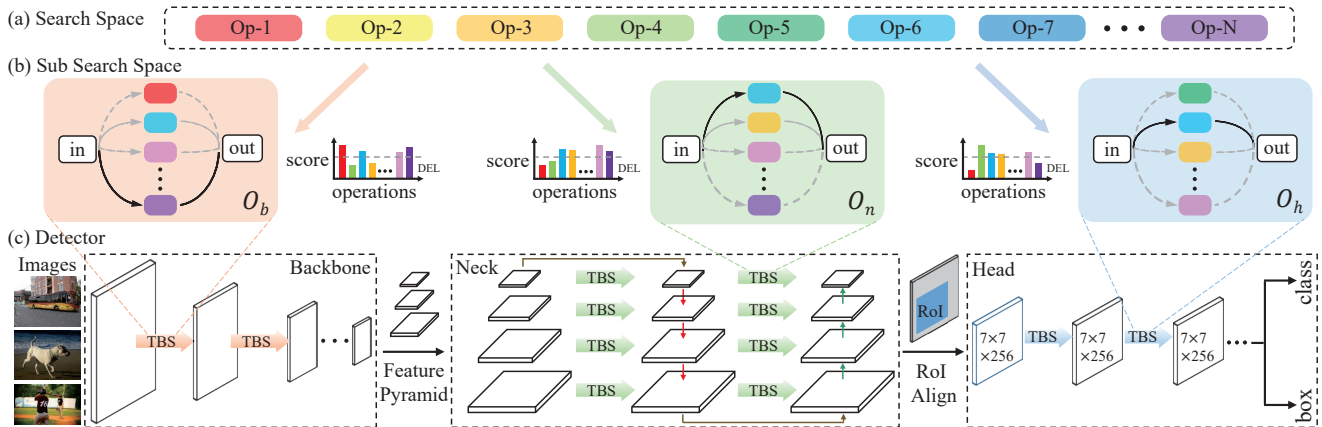 (a) Search Space
Op-1 Op-2 Op-3 Op-4 Op-5 Op-6 Op-7 ••• Op-N
(b) Sub Search Space
in out
O_b
score DEL
operations
score DEL
operations
in out
O_n
score DEL
operations
in out
O_h
(c) Detector
Images
Backbone
TBS TBS •••
Feature
Pyramid
Neck
TBS TBS
TBS TBS
TBS TBS
TBS TBS
RoI
RoI
Align
Head
7×7
×256
TBS
7×7
×256
TBS
7×7
×256
class
box